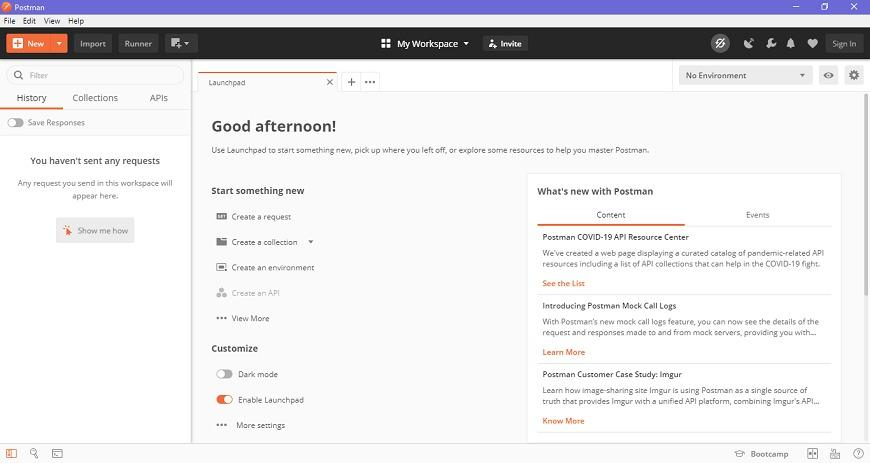 Postman
File Edit View Help
New Import Runner My Workspace Invite Sign In
Filter
History Collections APIs
Save Responses
You haven't sent any requests
Any request you send in this workspace will
appear here.
Show me how
Launchpad
No Environment
Good afternoon!
Use Launchpad to start something new, pick up where you left off, or explore some resources to help you master Postman.
Start something new
GET Create a request
Create a collection
Create an environment
Create an API
View More
Customize
Dark mode
Enable Launchpad
More settings
What's new with Postman
Content Events
Postman COVID-19 API Resource Center
We've created a web page displaying a curated catalog of pandemic-related API
resources including a list of API collections that can help in the COVID-19 fight.
See the List
Introducing Postman Mock Call Logs
With Postman's new mock call logs feature, you can now see the details of the
request and responses made to and from mock servers, providing you with...
Learn More
Postman Customer Case Study: Imgur
Learn how image-sharing site Imgur is using Postman as a single source of
truth that provides Imgur with a unified API platform, combining Imgur's API...
Know More
Bootcamp